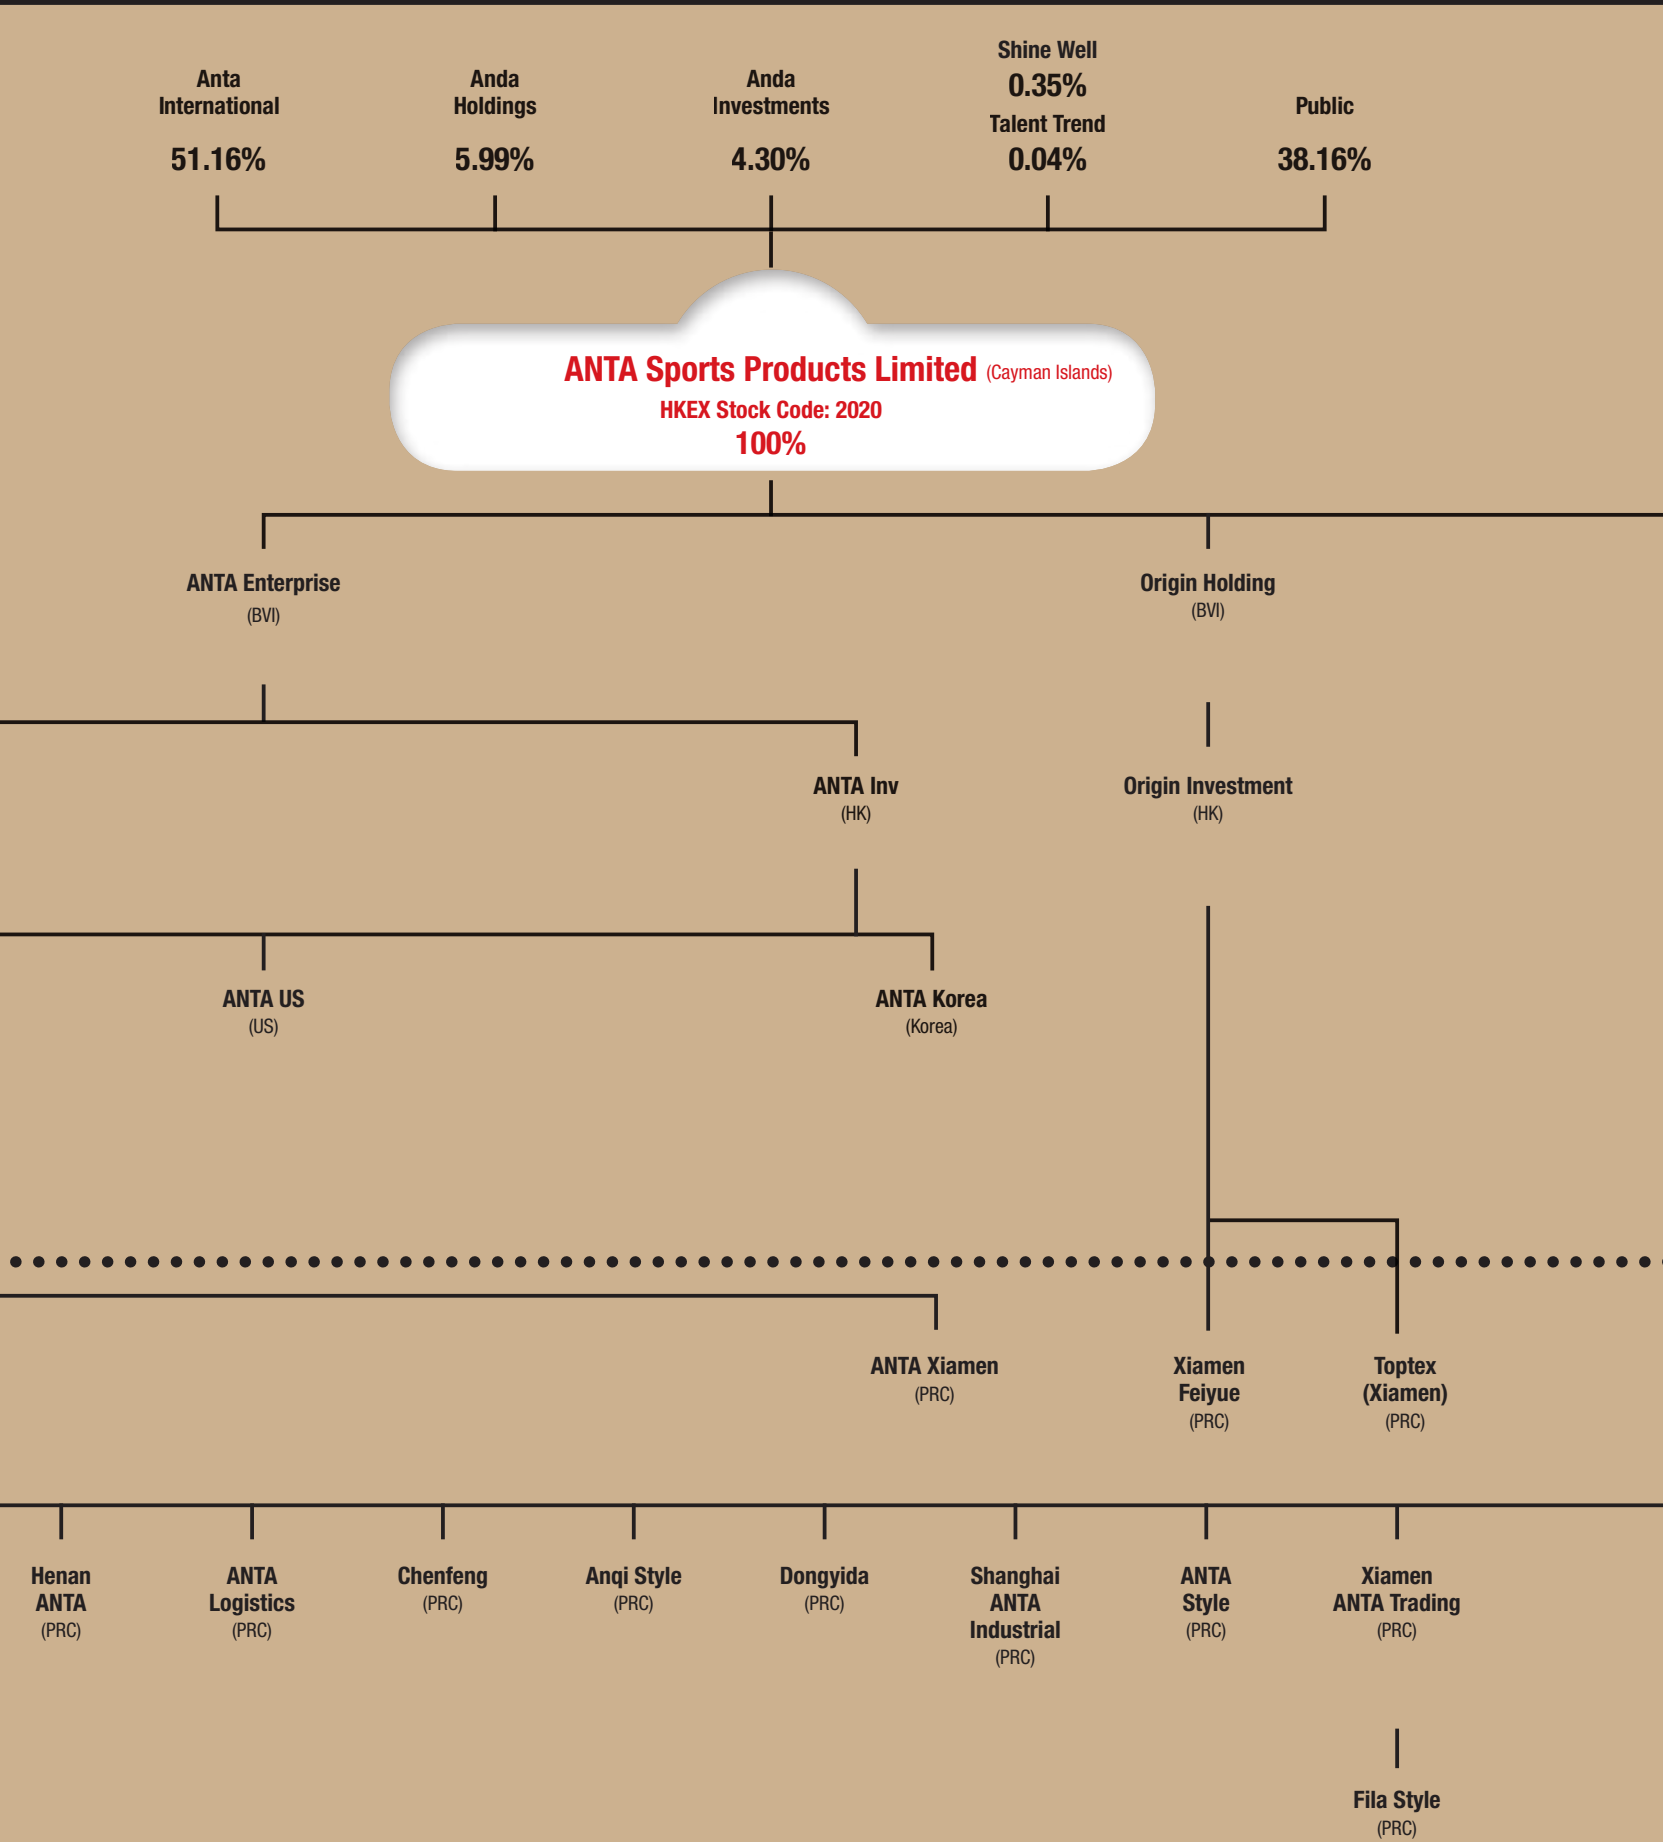 Anta
International
51.16%
Anda
Holdings
5.99%
Anda
Investments
4.30%
Shine Well
0.35%
Talent Trend
0.04%
Public
38.16%
ANTA Sports Products Limited (Cayman Islands)
HKEX Stock Code: 2020
100%
ANTA Enterprise
(BVI)
Origin Holding
(BVI)
ANTA Inv
(HK)
Origin Investment
(HK)
ANTA US
(US)
ANTA Korea
(Korea)
ANTA Xiamen
(PRC)
Xiamen
Feiyue
(PRC)
Toptex
(Xiamen)
(PRC)
Henan
ANTA
(PRC)
ANTA
Logistics
(PRC)
Chenfeng
(PRC)
Anqi Style
(PRC)
Dongyida
(PRC)
Shanghai
ANTA
Industrial
(PRC)
ANTA
Style
(PRC)
Xiamen
ANTA Trading
(PRC)
Fila Style
(PRC)